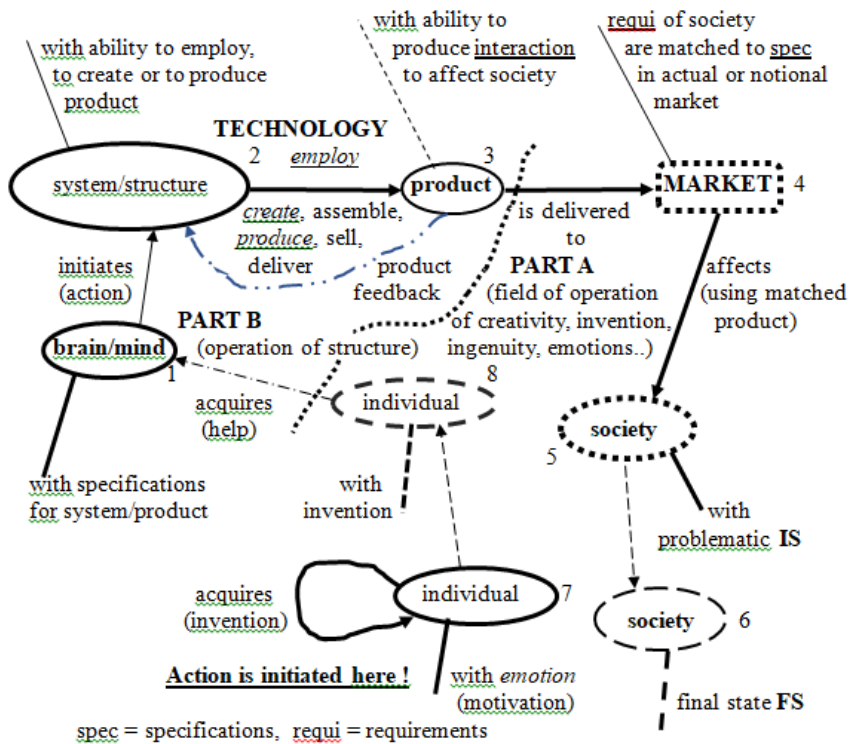 with ability to employ,
to create or to produce
product
with ability to
produce interaction
to affect society
requi of society
are matched to spec
in actual or notional
market
TECHNOLOGY
2
employ
3
system/structure
product
MARKET
4
create, assemble,
produce, sell,
deliver
is delivered
to
product
feedback
initiates
(action)
PART A
(field of operation
of creativity, invention,
ingenuity, emotions..)
affects
(using matched
product)
PART B
(operation of structure)
brain/mind
1
8
individual
acquires
(help)
society
5
with specifications
for system/product
with
invention
with
problematic IS
acquires
(invention)
individual
7
society
6
Action is initiated here !
with emotion
(motivation)
final state FS
spec = specifications, requi = requirements